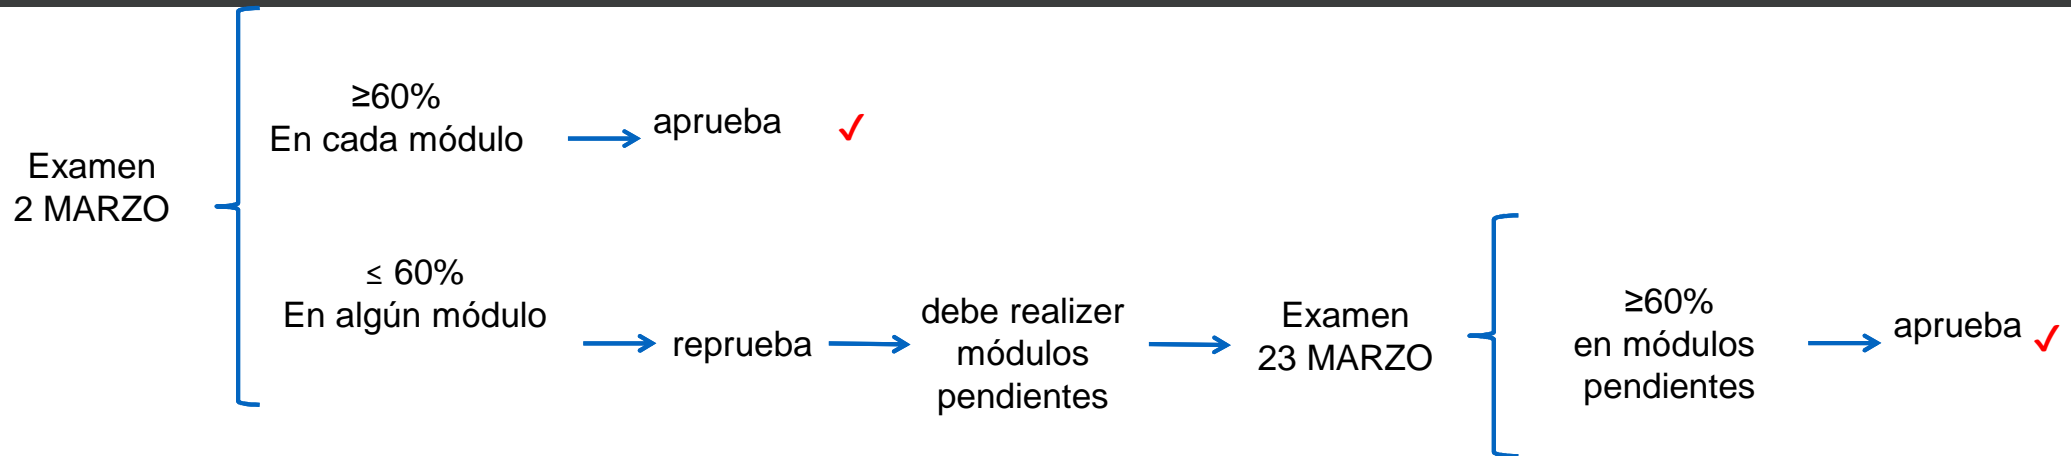 Examen
2 MARZO
≥60%
En cada módulo
aprueba
≤ 60%
En algún módulo
reprueba
debe realizer
módulos
pendientes
Examen
23 MARZO
≥60%
en módulos
pendientes
aprueba